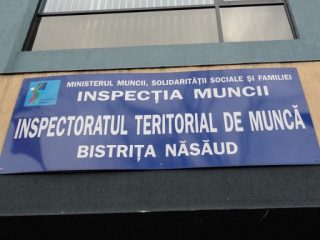 MINISTERUL MUNCII, SOLIDARITĂȚII SOCIALE ȘI FAMILIEI
INSPECȚIA MUNCII
INSPECTORATUL TERITORIAL DE MUNCĂ
BISTRIȚA NĂSĂUD